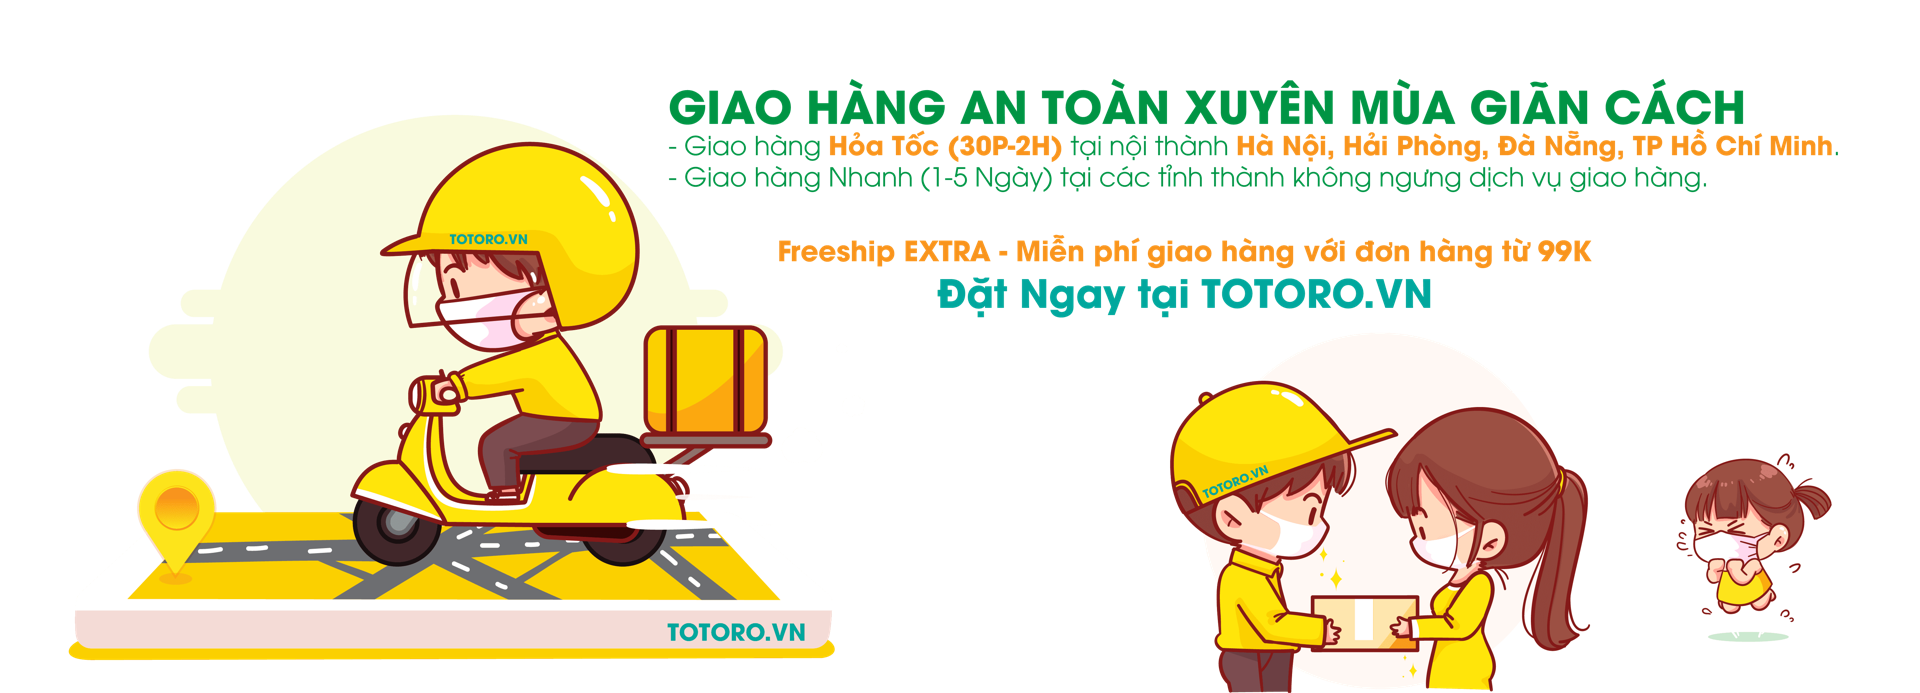 GIAO HÀNG AN TOÀN XUYÊN MÙA GIÃN CÁCH
- Giao hàng Hỏa Tốc (30P-2H) tại nội thành Hà Nội, Hải Phòng, Đà Nẵng, TP Hồ Chí Minh.
- Giao hàng Nhanh (1-5 Ngày) tại các tỉnh thành không ngưng dịch vụ giao hàng.
Freeship EXTRA - Miễn phí giao hàng với đơn hàng từ 99K
Đặt Ngay tại TOTORO.VN
TOTORO.VN
TOTORO.VN
TOTORO.VN